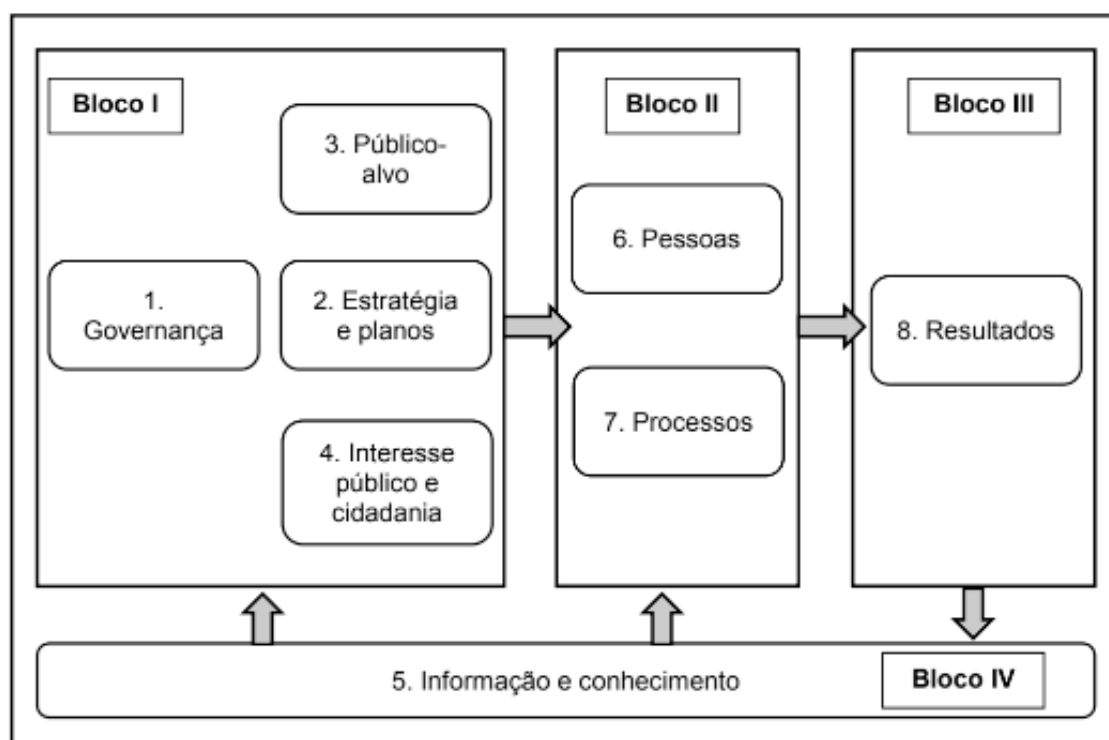 Bloco I
3. Público-
alvo
1.
Governança
2. Estratégia
e planos
4. Interesse
público e
cidadania
Bloco II
6. Pessoas
7. Processos
Bloco III
8. Resultados
5. Informação e conhecimento
Bloco IV